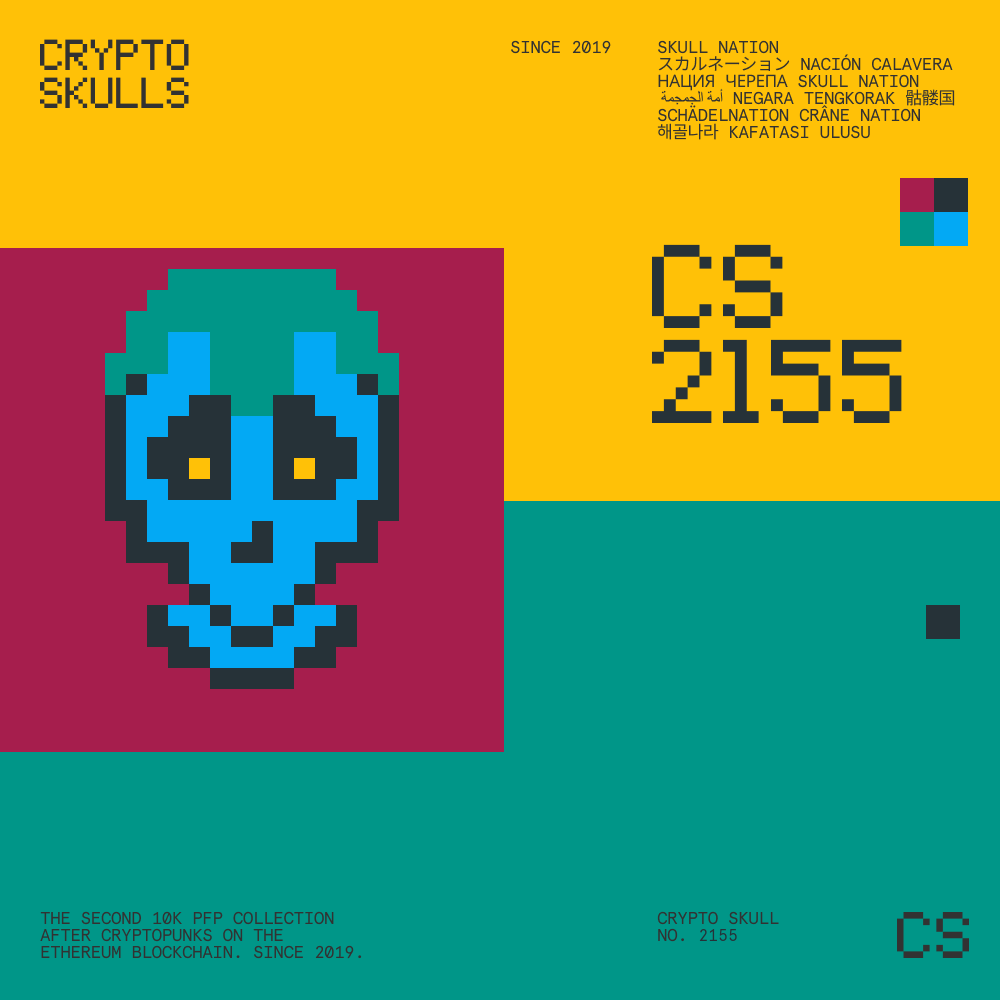 CRYPTO
SKULLS
SINCE 2019
SKULL NATION
スカルネーション NACIÓN CALAVERA
НАЦИЯ ЧЕРЕПА SKULL NATION
أمة الجمجمة NEGARA TENGKORAK 骷髅国
SCHÄDELNATION CRÂNE NATION
해골나라 KAFATASI ULUSU
CS
2155
THE SECOND 10K PFP COLLECTION
AFTER CRYPTOPUNKS ON THE
ETHEREUM BLOCKCHAIN. SINCE 2019.
CRYPTO SKULL
NO. 2155
CS